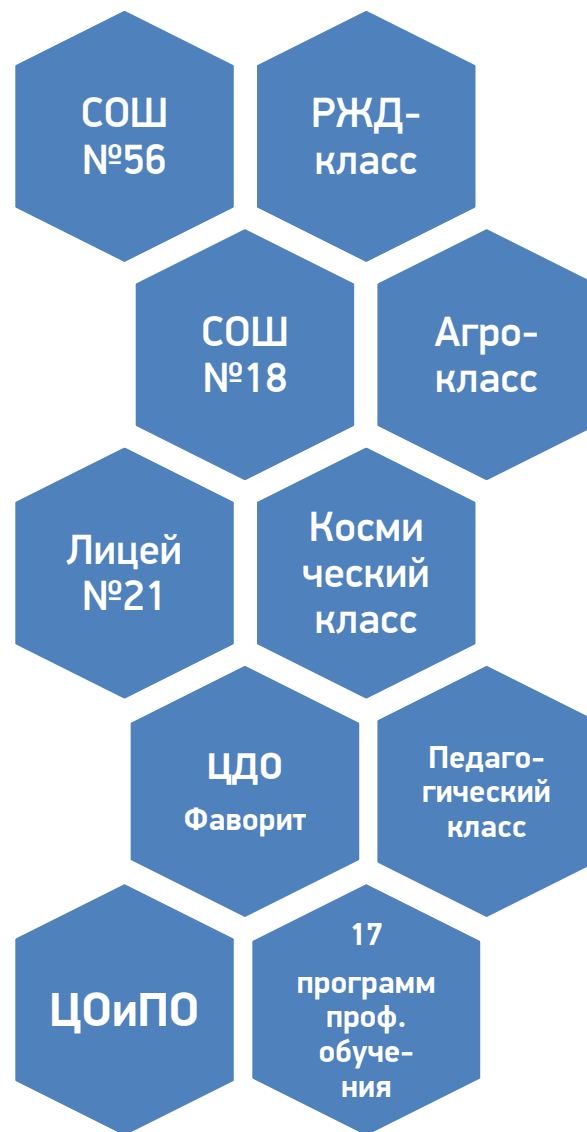 СОШ
№56
РЖД-
класс
СОШ
№18
Агро-
класс
Лицей
№21
Косми
ческий
класс
ЦДО
Фаворит
Педаго-
гический
класс
ЦОиПО
17
программ
проф.
обуче-
ния